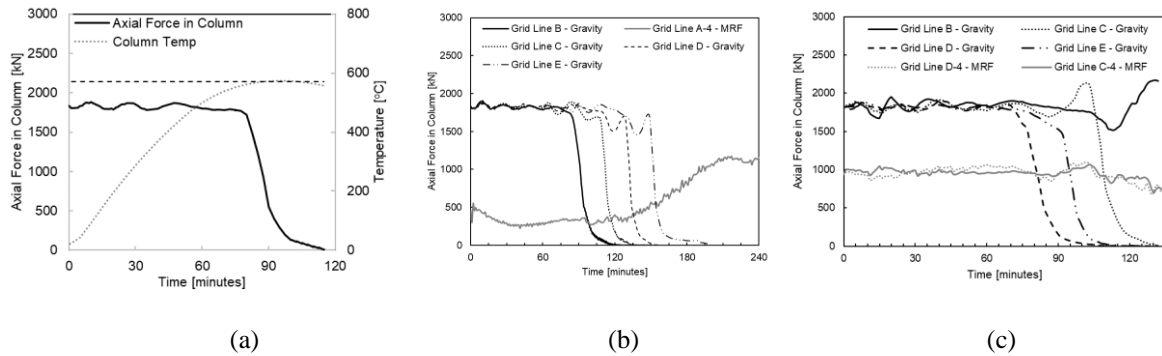 3000
2500
2000
1500
1000
500
0
Axial Force in Column [kN]
Axial Force in Column
Column Temp
800
600
400
200
0
Temperature [°C]
0 30 60 90 120
Time [minutes]
(a)
3000
2500
2000
1500
1000
500
0
Axial Force in Column [kN]
Grid Line B - Gravity Grid Line A-4 - MRF
Grid Line C - Gravity Grid Line D - Gravity
Grid Line E - Gravity
0 60 120 180 240
Time [minutes]
(b)
3000
2500
2000
1500
1000
500
0
Axial Force in Column [kN]
Grid Line B - Gravity Grid Line C - Gravity
Grid Line D - Gravity Grid Line E - Gravity
Grid Line D-4 - MRF Grid Line C-4 - MRF
0 30 60 90 120
Time [minutes]
(c)